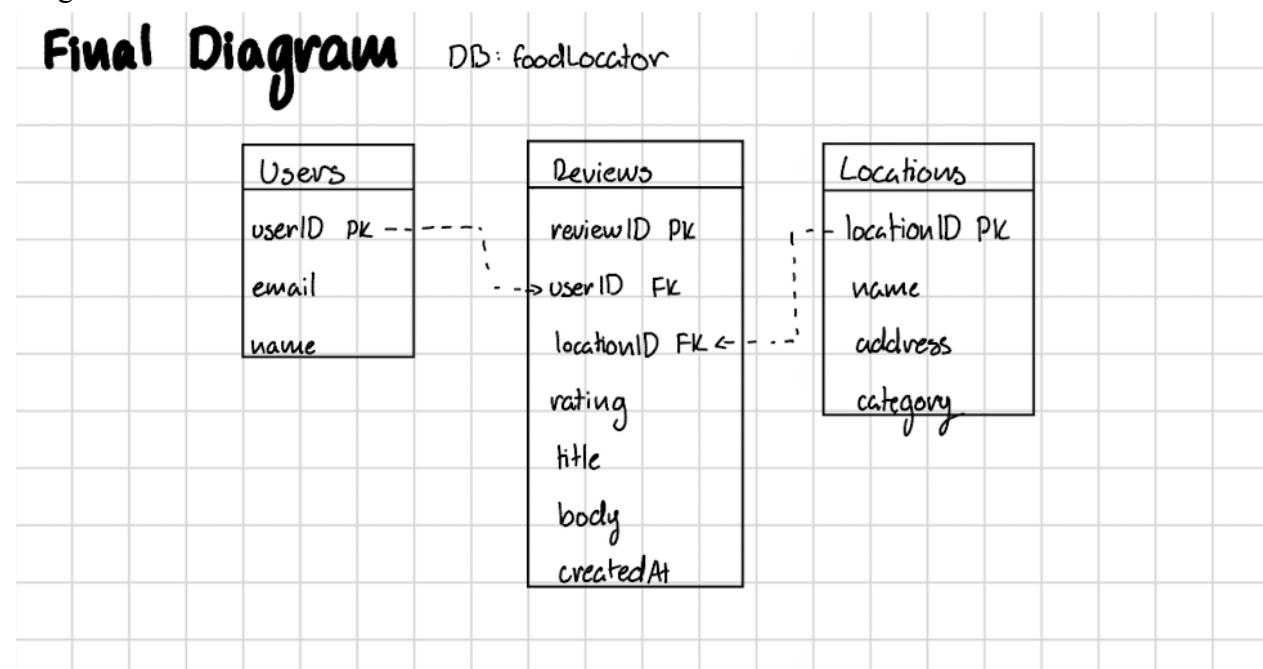 Final Diagram DB: foodLocator
Users
userID PK
email
name
Reviews
reviewID PK
userID FK
locationID FK
rating
title
body
createdAt
Locations
locationID PK
name
address
category